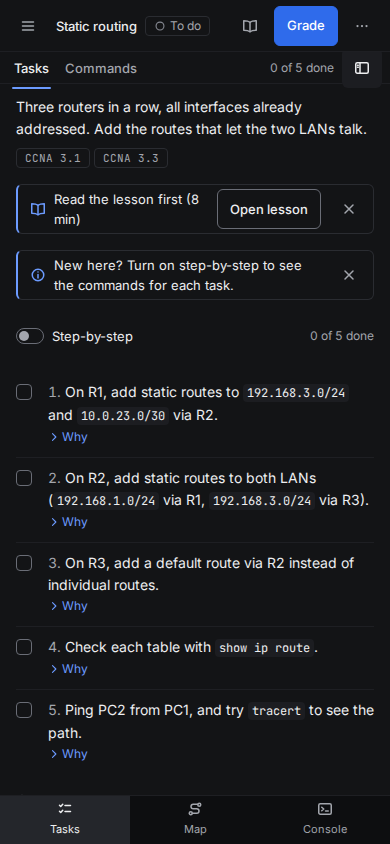 Static routing
To do
Grade
Tasks
Commands
0 of 5 done
Three routers in a row, all interfaces already
addressed. Add the routes that let the two LANs talk.
CCNA 3.1
CCNA 3.3
Read the lesson first (8
min)
Open lesson
New here? Turn on step-by-step to see
the commands for each task.
Step-by-step
0 of 5 done
1. On R1, add static routes to 192.168.3.0/24
and 10.0.23.0/30 via R2.
Why
2. On R2, add static routes to both LANs
(192.168.1.0/24 via R1, 192.168.3.0/24 via R3).
Why
3. On R3, add a default route via R2 instead of
individual routes.
Why
4. Check each table with show ip route.
Why
5. Ping PC2 from PC1, and try tracert to see the
path.
Why
Tasks
Map
Console